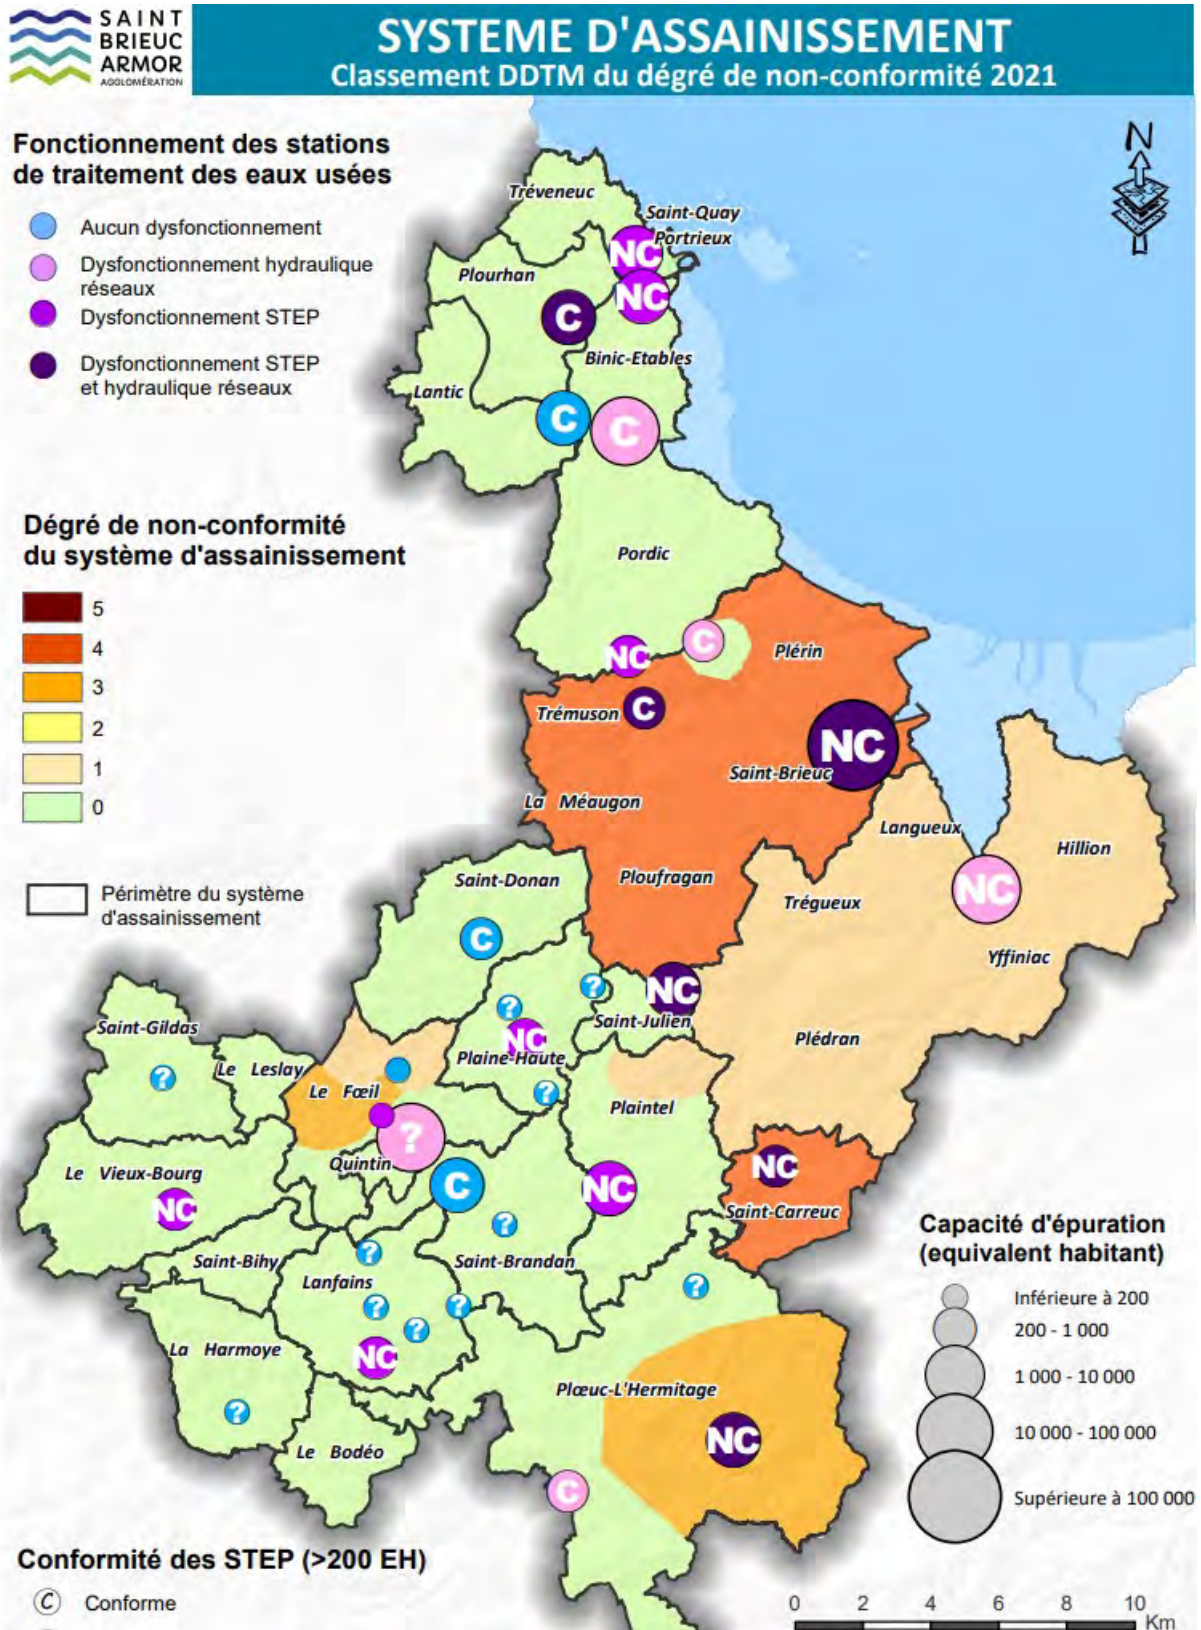 SAINT
BRIEUC
ARMOR
AGGLOMÉRATION
SYSTEME D'ASSAINISSEMENT
Classement DDTM du dégré de non-conformité 2021
Fonctionnement des stations
de traitement des eaux usées
Aucun dysfonctionnement
Dysfonctionnement hydraulique
réseaux
Dysfonctionnement STEP
Dysfonctionnement STEP
et hydraulique réseaux
N
Tréveneuc
Saint-Quay
Portrieux
NC
Plourhan
NC
C
Binic-Etables
Lantic
C
C
Dégré de non-conformité
du système d'assainissement
5
4
3
2
1
0
Pordic
C
Plérin
NC
Trémuson
C
NC
Saint-Brieuc
La Méaugon
Langueux
Hillion
Ploufragan
NC
Trégueux
Yffiniac
Périmètre du système
d'assainissement
Saint-Donan
C
?
NC
?
Saint-Julien
Saint-Gildas
NC
Plaine-Haute
Plédran
Le Leslay
?
Le Fœil
?
Plaintel
?
Quintin
NC
Le Vieux-Bourg
C
NC
NC
Saint-Carreuc
?
Saint-Bihy
?
Saint-Brandan
Lanfains
?
?
?
?
La Harmoye
NC
Plœuc-L'Hermitage
?
NC
Le Bodéo
C
Capacité d'épuration
(equivalent habitant)
Inférieure à 200
200 - 1 000
1 000 - 10 000
10 000 - 100 000
Supérieure à 100 000
Conformité des STEP (>200 EH)
C Conforme
0 2 4 6 8 10
Km